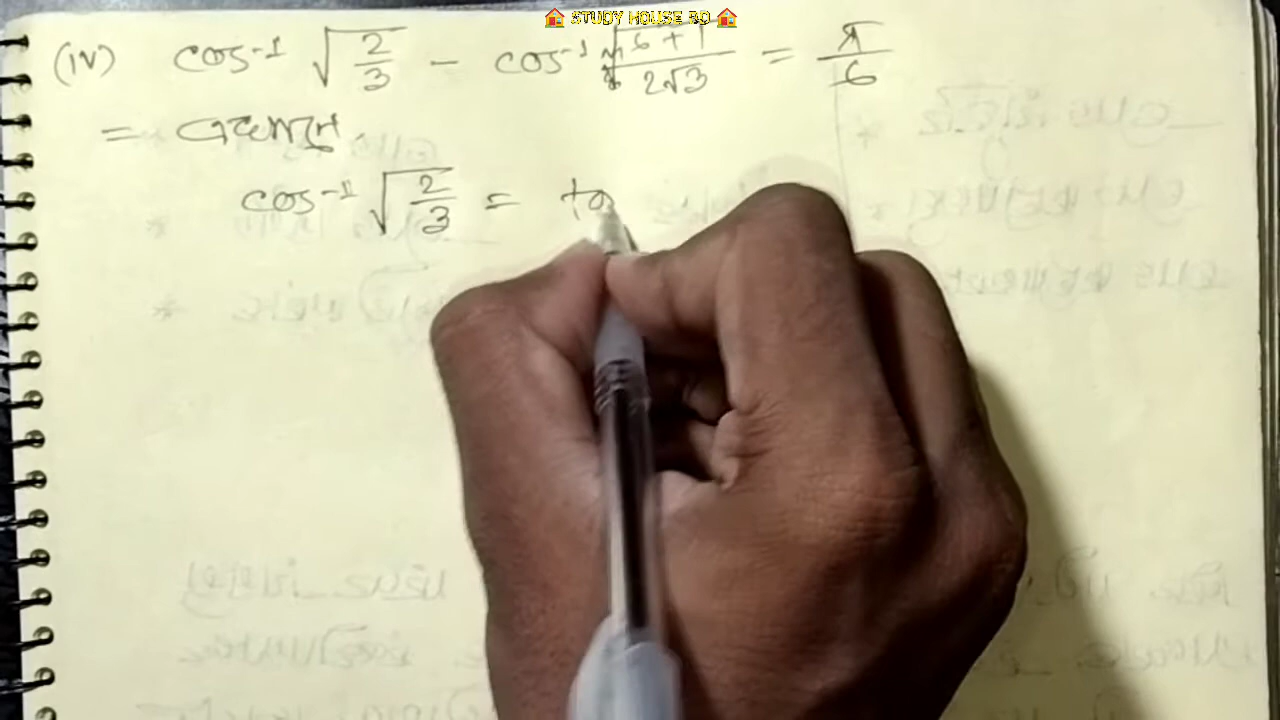 🏠 STUDY HOUSE BD 🏠
(iv) cos⁻¹ √(2/3) − cos⁻¹ (√6+1)/(2√3) = π/6
= এখানে,
cos⁻¹ √(2/3) = ta